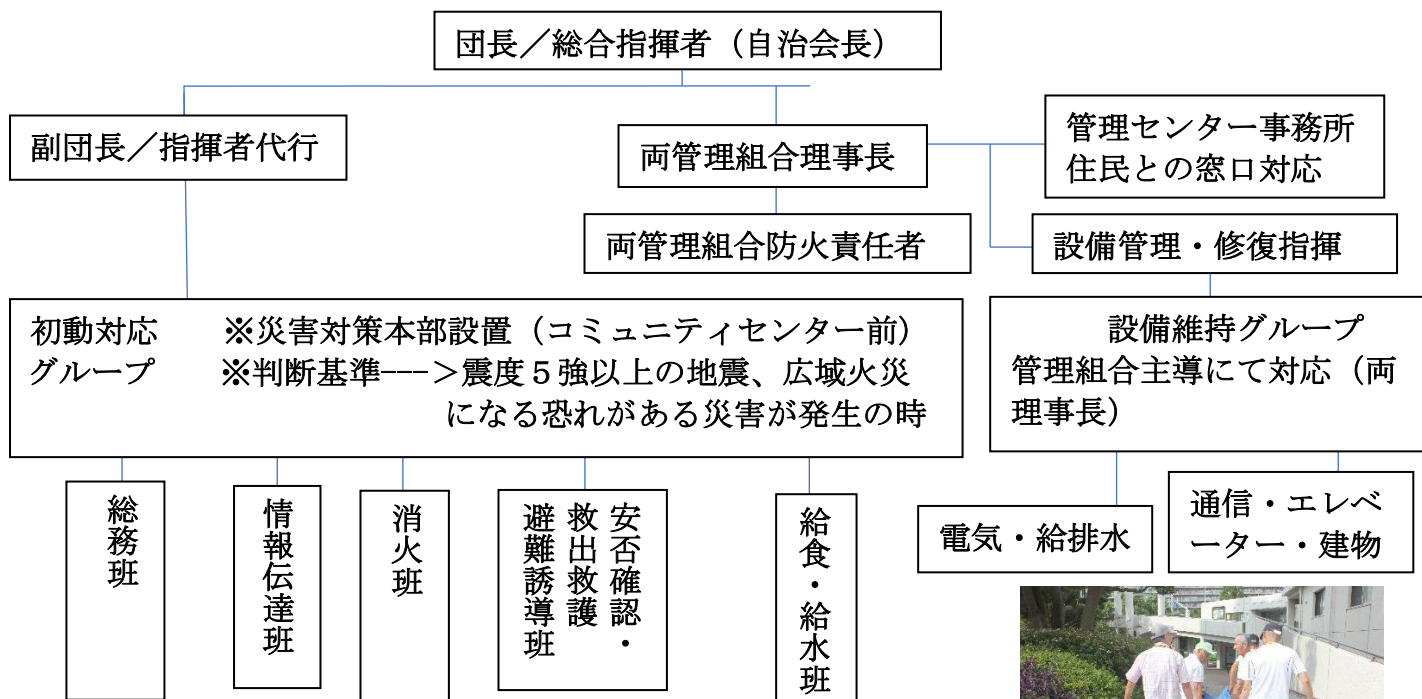 団長／総合指揮者（自治会長）
副団長／指揮者代行
両管理組合理事長
管理センター事務所
住民との窓口対応
両管理組合防火責任者
設備管理・修復指揮
初動対応　　※災害対策本部設置（コミュニティセンター前）
グループ　　※判断基準--->震度５強以上の地震、広域火災
になる恐れがある災害が発生の時
設備維持グループ
管理組合主導にて対応（両
理事長）
総務班
情報伝達班
消火班
安否確認・
救出救護
避難誘導班
給食・給水班
電気・給排水
通信・エレベ
ーター・建物